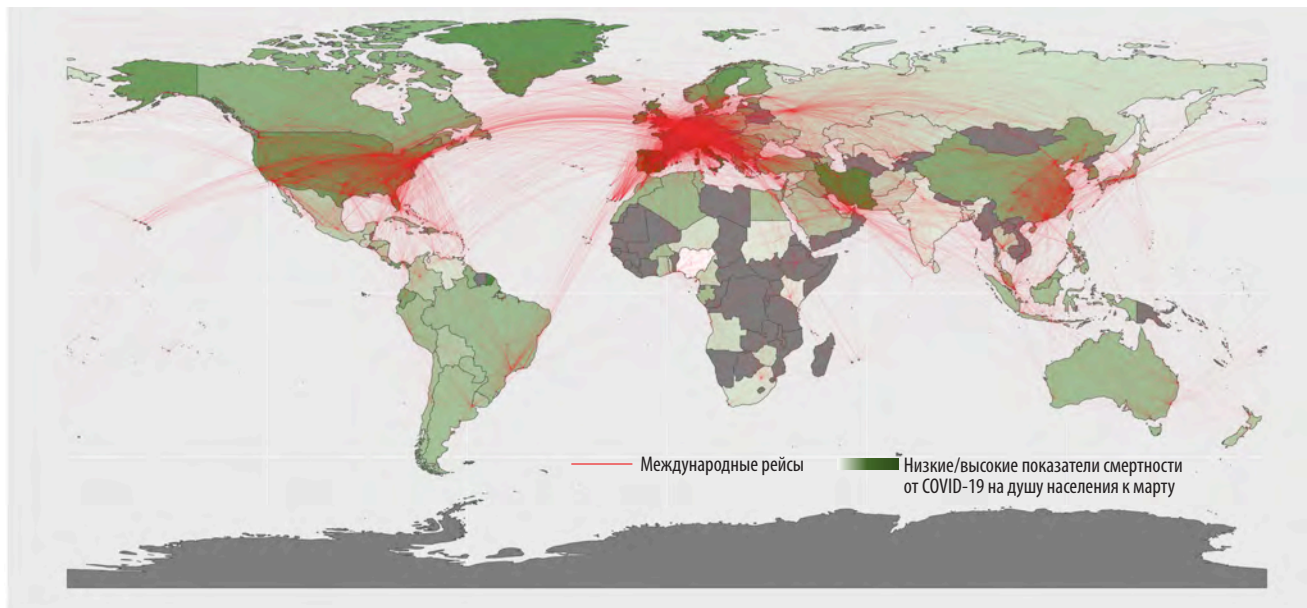 Международные рейсы
Низкие/высокие показатели смертности
от COVID-19 на душу населения к марту